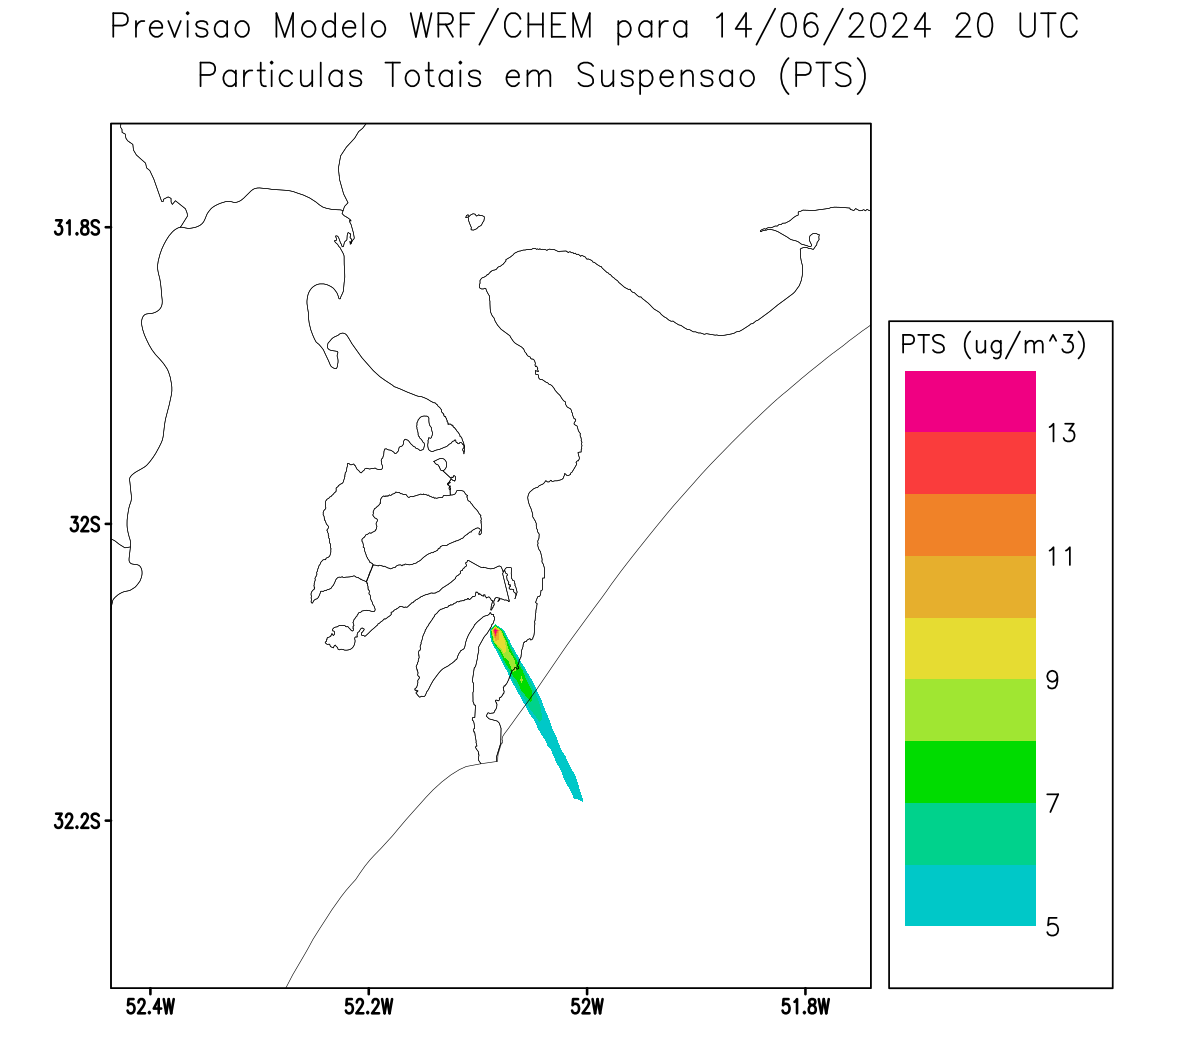 Previsao Modelo WRF/CHEM para 14/06/2024 20 UTC
Particulas Totais em Suspensao (PTS)
31.8S
32S
32.2S
52.4W
52.2W
52W
51.8W
PTS (ug/m^3)
13
11
9
7
5